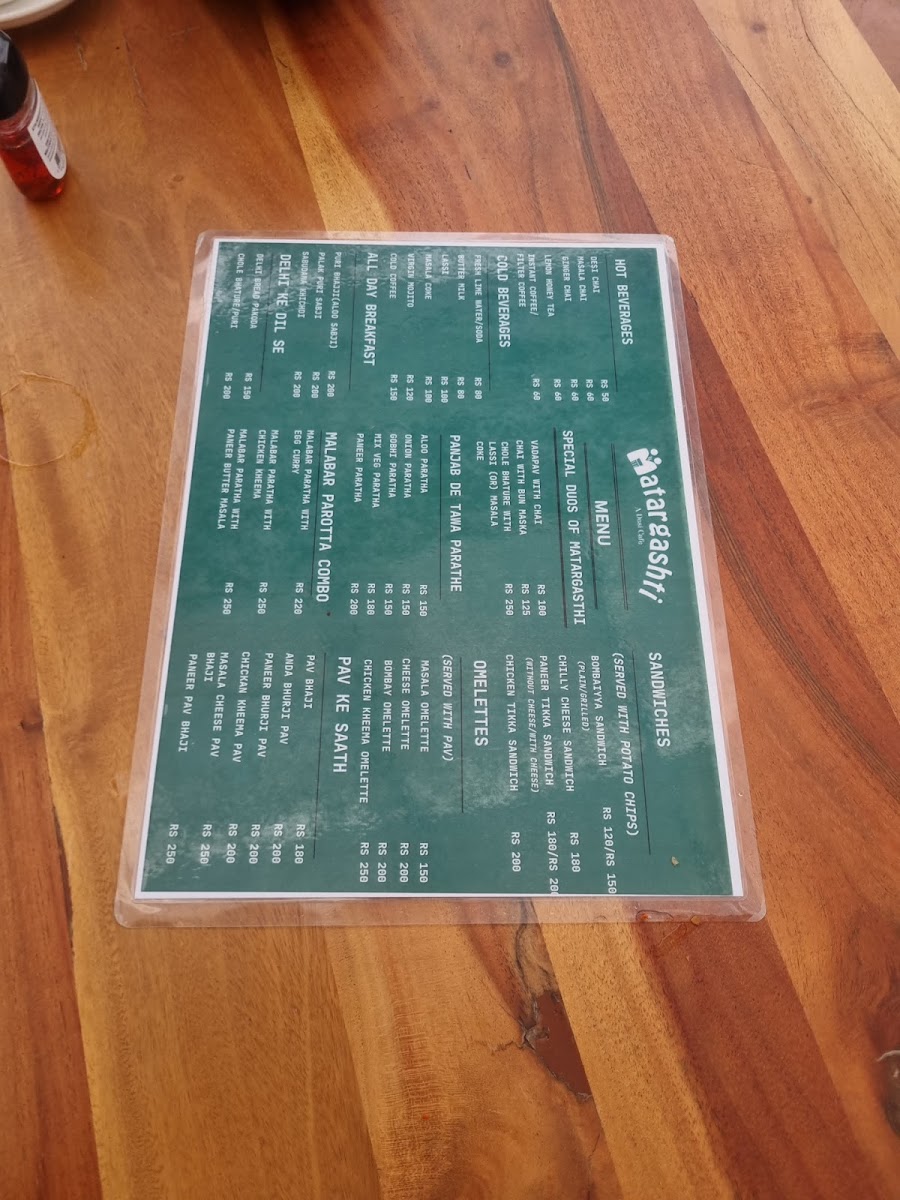 HOT BEVERAGES
DESI CHAI RS 50
MASALA CHAI RS 60
GINGER CHAI RS 60
LEMON HONEY TEA RS 60
INSTANT COFFEE/
FILTER COFFEE RS 60
COLD BEVERAGES
FRESH LIME WATER/SODA RS 80
BUTTER MILK RS 80
LASSI RS 100
MASALA COKE RS 100
VIRGIN MOJITO RS 120
COLD COFFEE RS 150
ALL DAY BREAKFAST
PURI BHAJJI(ALOO SABJI) RS 200
PALAK PURI SABJI RS 200
SABUDANA KHICHDI RS 200
DELHI KE DIL SE
DELHI BREAD PAKODA RS 150
CHOLE BHATURE/PURI RS 200
Matargashti
A Desi Cafe
MENU
SPECIAL DUOS OF MATARGASTHI
VADAPAV WITH CHAI RS 100
CHAI WITH BUN MASKA RS 125
CHOLE BHATURE WITH RS 250
LASSI (OR) MASALA
COKE
PANJAB DE TAWA PARATHE
ALOO PARATHA RS 150
ONION PARATHA RS 150
GOBHI PARATHA RS 150
MIX VEG PARATHA RS 180
PANEER PARATHA RS 200
MALABAR PAROTTA COMBO
MALABAR PARATHA WITH
EGG CURRY RS 220
MALABAR PARATHA WITH
CHICKEN KHEEMA RS 250
MALABAR PARATHA WITH
PANEER BUTTER MASALA RS 250
SANDWICHES
(SERVED WITH POTATO CHIPS)
BOMBAIYYA SANDWICH RS 120/RS 150
(PLAIN/GRILLED)
CHILLY CHEESE SANDWICH RS 180
PANEER TIKKA SANDWICH RS 180/RS 200
(WITHOUT CHEESE/WITH CHEESE)
CHICKEN TIKKA SANDWICH RS 200
OMELETTES
(SERVED WITH PAV)
MASALA OMELETTE RS 150
CHEESE OMELETTE RS 200
BOMBAY OMELETTE RS 200
CHICKEN KHEEMA OMELETTE RS 250
PAV KE SAATH
PAV BHAJI RS 180
ANDA BHURJI PAV RS 200
PANEER BHURJI PAV RS 200
CHICKAN KHEEMA PAV RS 200
MASALA CHEESE PAV
BHAJI RS 250
PANEER PAV BHAJI RS 250